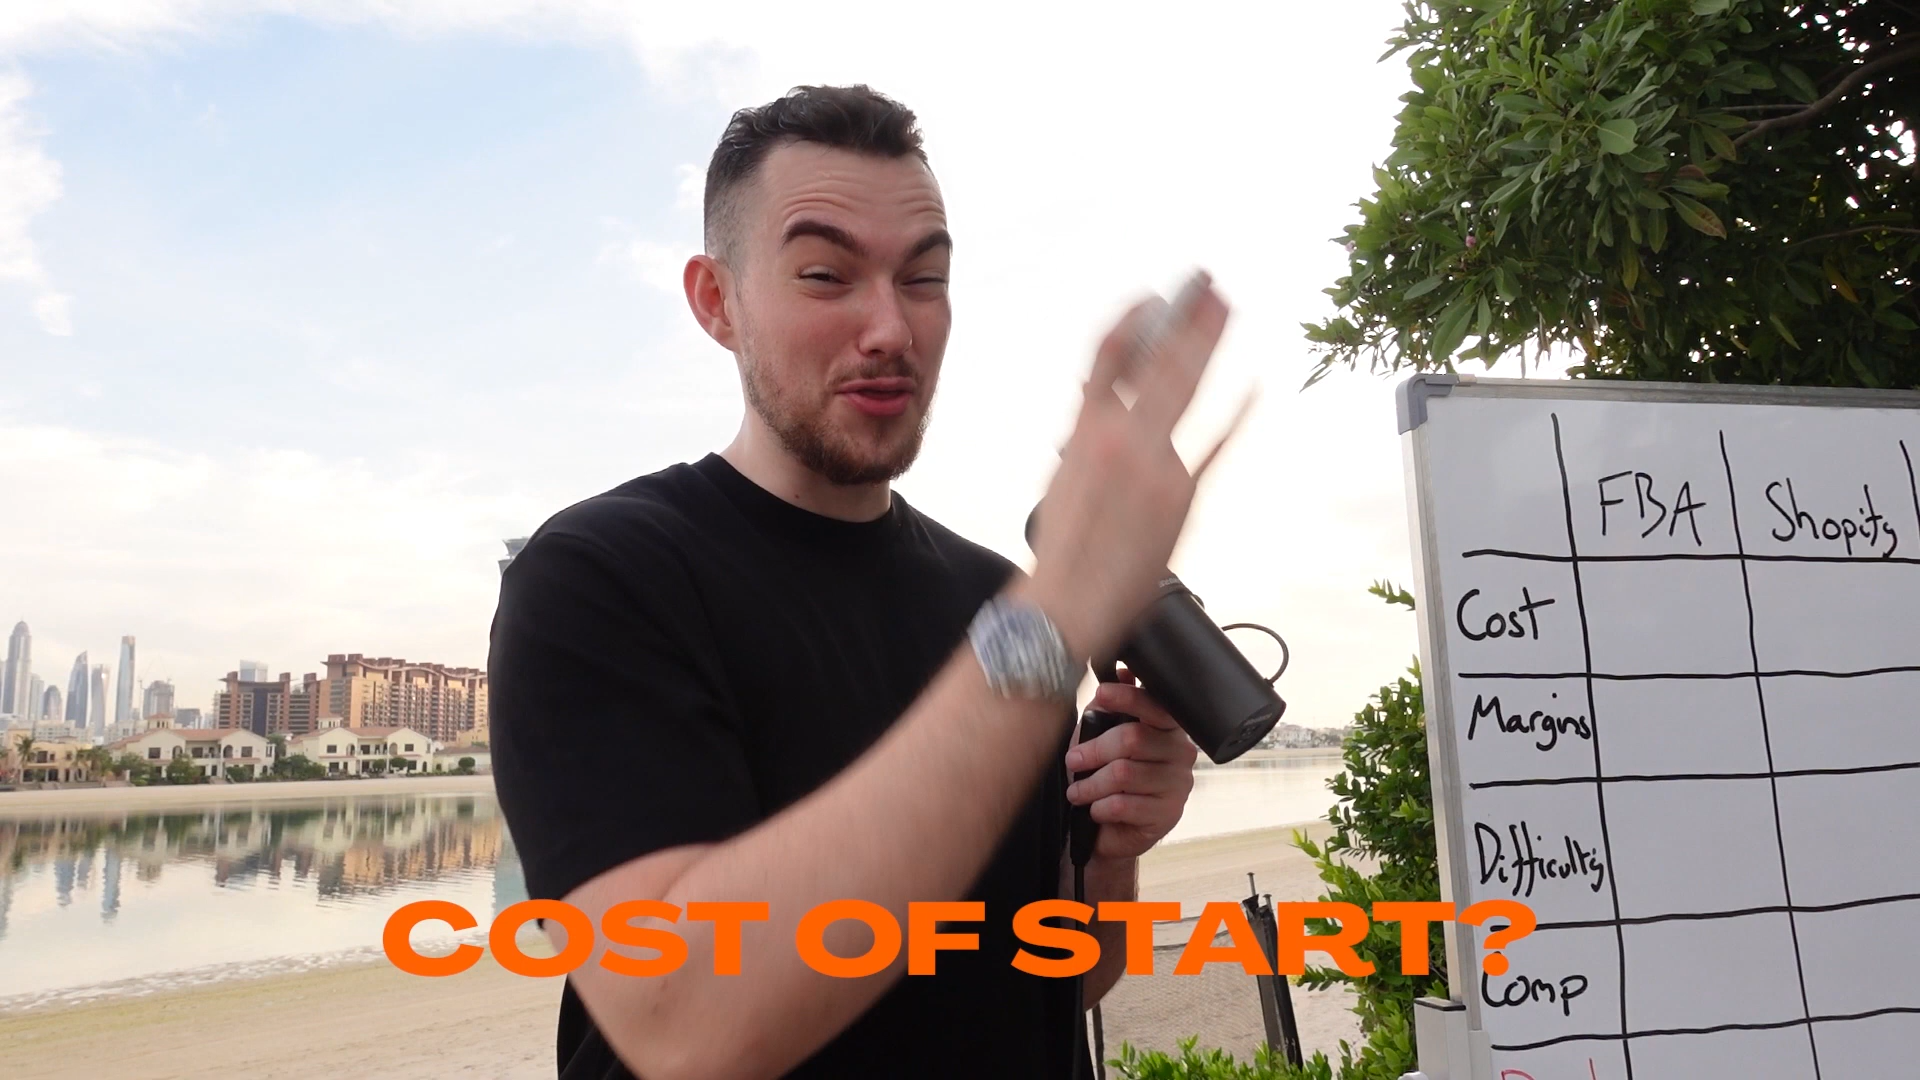 FBA Shopify
Cost
Margins
Difficulty
COST OF START?
Comp